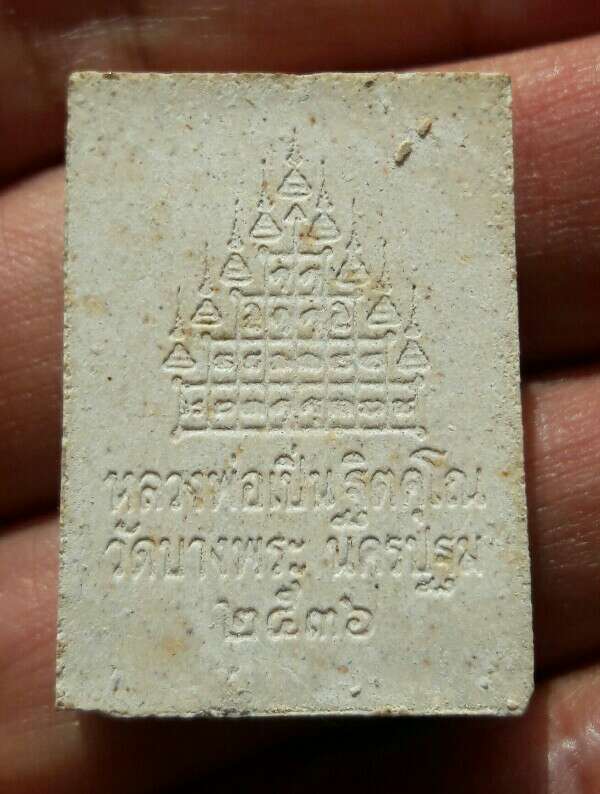 หลวงพ่อเปิ่น ฐิตคุโณ
วัดบางพระ นครปฐม
๒๕๓๖